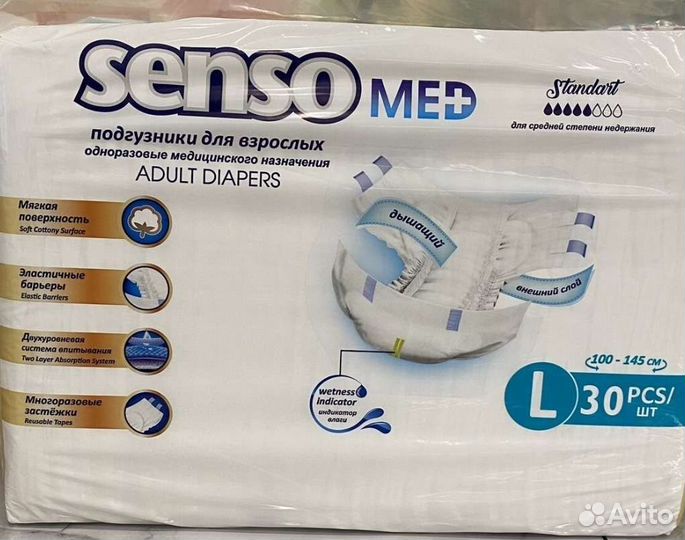 senso MED
Standart
для средней степени недержания
подгузники для взрослых
одноразовые медицинского назначения
ADULT DIAPERS
Мягкая
поверхность
Soft Cottony Surface
Эластичные
барьеры
Elastic Barriers
Двухуровневая
система впитывания
Two Layer Absorption System
Многоразовые
застёжки
Reusable Tapes
дышащий
внешний слой
wetness
Indicator
индикатор
влаги
100 - 145 см
L 30 PCS/
шт
Avito